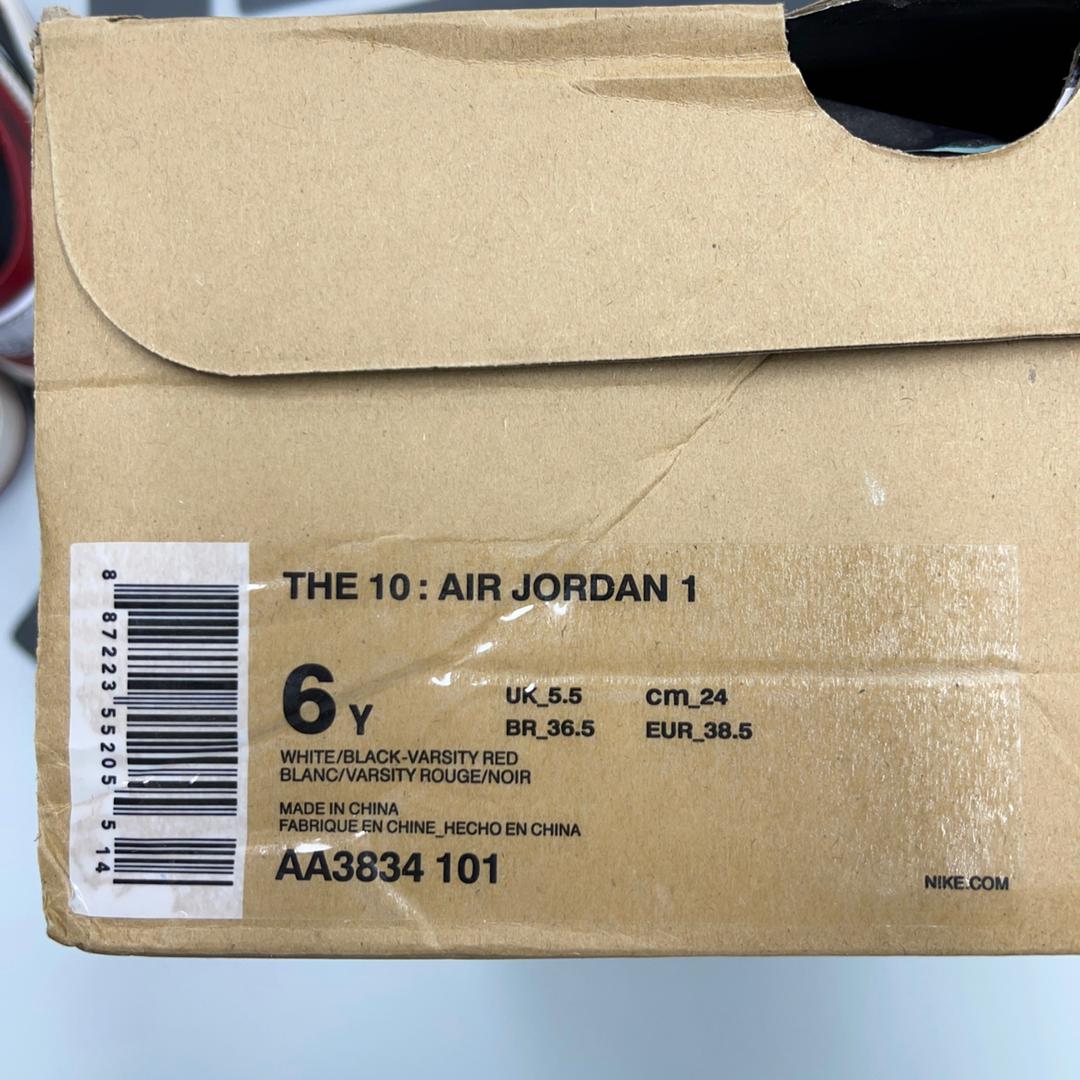 THE 10 : AIR JORDAN 1
6 Y
UK_5.5 cm_24
BR_36.5 EUR_38.5
WHITE/BLACK-VARSITY RED
BLANC/VARSITY ROUGE/NOIR
MADE IN CHINA
FABRIQUE EN CHINE_HECHO EN CHINA
AA3834 101
NIKE.COM
8 87223 55205 5 14